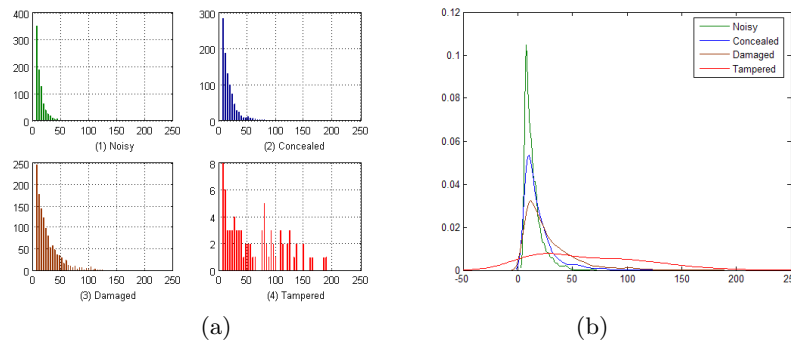 400
300
200
100
0
0 50 100 150 200 250
(1) Noisy
300
200
100
0
0 50 100 150 200 250
(2) Concealed
250
200
150
100
50
0
0 50 100 150 200 250
(3) Damaged
8
6
4
2
0
0 50 100 150 200 250
(4) Tampered
(a)
0.12
0.1
0.08
0.06
0.04
0.02
0
-50 0 50 100 150 200 250
Noisy
Concealed
Damaged
Tampered
(b)